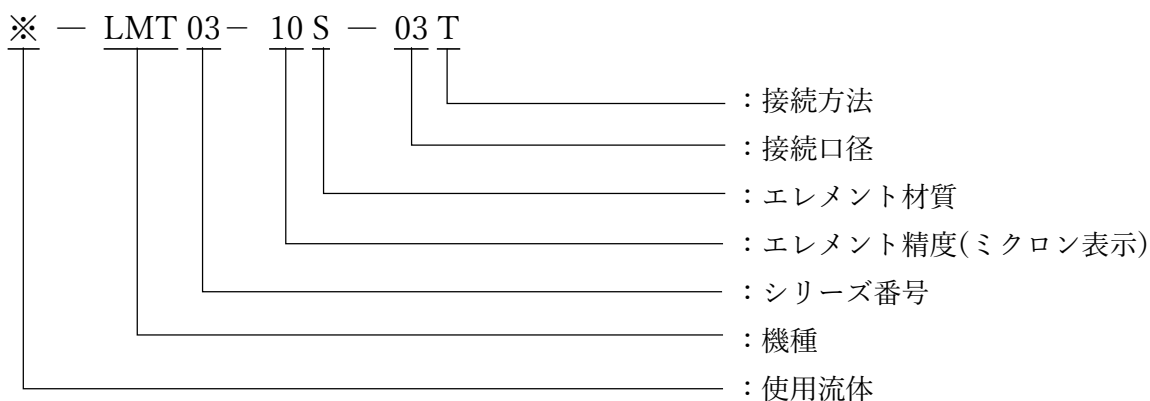 ※ － LMT 03－ 10 S － 03 T
：接続方法
：接続口径
：エレメント材質
：エレメント精度(ミクロン表示)
：シリーズ番号
：機種
：使用流体